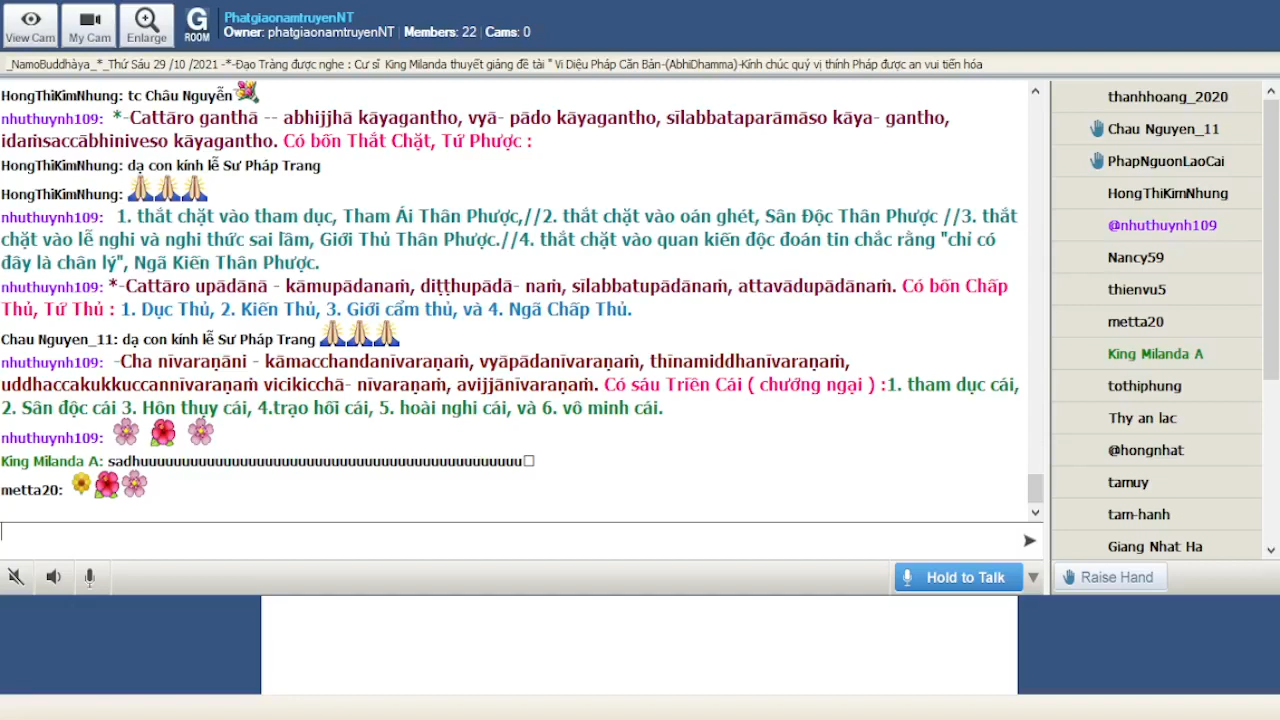 View Cam
My Cam
Enlarge
G
ROOM
PhatgiaonamtruyenNT
Owner: phatgiaonamtruyenNT | Members: 22 | Cams: 0
_NamoBuddhàya_*_Thứ Sáu 29 /10 /2021 -*-Đạo Tràng được nghe : Cư sĩ King Milanda thuyết giảng đề tài " Vi Diệu Pháp Căn Bản-(AbhiDhamma)-Kính chúc quý vị thính Pháp được an vui tiến hóa
HongThiKimNhung: tc Châu Nguyễn
nhuthuynh109: *-Cattāro ganthā -- abhijjhā kāyagantho, vyā- pādo kāyagantho, sīlabbataparāmāso kāya- gantho,
idaṁsaccābhiniveso kāyagantho. Có bốn Thắt Chặt, Tứ Phược :
HongThiKimNhung: dạ con kính lễ Sư Pháp Trang
HongThiKimNhung:
nhuthuynh109: 1. thắt chặt vào tham dục, Tham Ái Thân Phược,//2. thắt chặt vào oán ghét, Sân Độc Thân Phược //3. thắt
chặt vào lễ nghi và nghi thức sai lầm, Giới Thủ Thân Phược.//4. thắt chặt vào quan kiến độc đoán tin chắc rằng "chỉ có
đây là chân lý", Ngã Kiến Thân Phược.
nhuthuynh109: *-Cattāro upādānā - kāmupādanaṁ, diṭṭhupādā- naṁ, sīlabbatupādānaṁ, attavādupādānaṁ. Có bốn Chấp
Thủ, Tứ Thủ : 1. Dục Thủ, 2. Kiến Thủ, 3. Giới cẩm thủ, và 4. Ngã Chấp Thủ.
Chau Nguyen_11: dạ con kính lễ Sư Pháp Trang
nhuthuynh109: -Cha nīvaraṇāni - kāmacchandanīvaraṇaṁ, vyāpādanīvaraṇaṁ, thīnamiddhanīvaraṇaṁ,
uddhaccakukkuccannīvaraṇaṁ vicikicchā- nīvaraṇaṁ, avijjānīvaraṇaṁ. Có sáu Triền Cái ( chướng ngại ) :1. tham dục cái,
2. Sân độc cái 3. Hôn thụy cái, 4.trạo hối cái, 5. hoài nghi cái, và 6. vô minh cái.
nhuthuynh109:
King Milanda A: sadhuuuuuuuuuuuuuuuuuuuuuuuuuuuuuuuuuuuuuuuuuuuuuu
metta20:
Hold to Talk
thanhhoang_2020
Chau Nguyen_11
PhapNguonLaoCai
HongThiKimNhung
@nhuthuynh109
Nancy59
thienvu5
metta20
King Milanda A
tothiphung
Thy an lac
@hongnhat
tamuy
tam-hanh
Giang Nhat Ha
Raise Hand